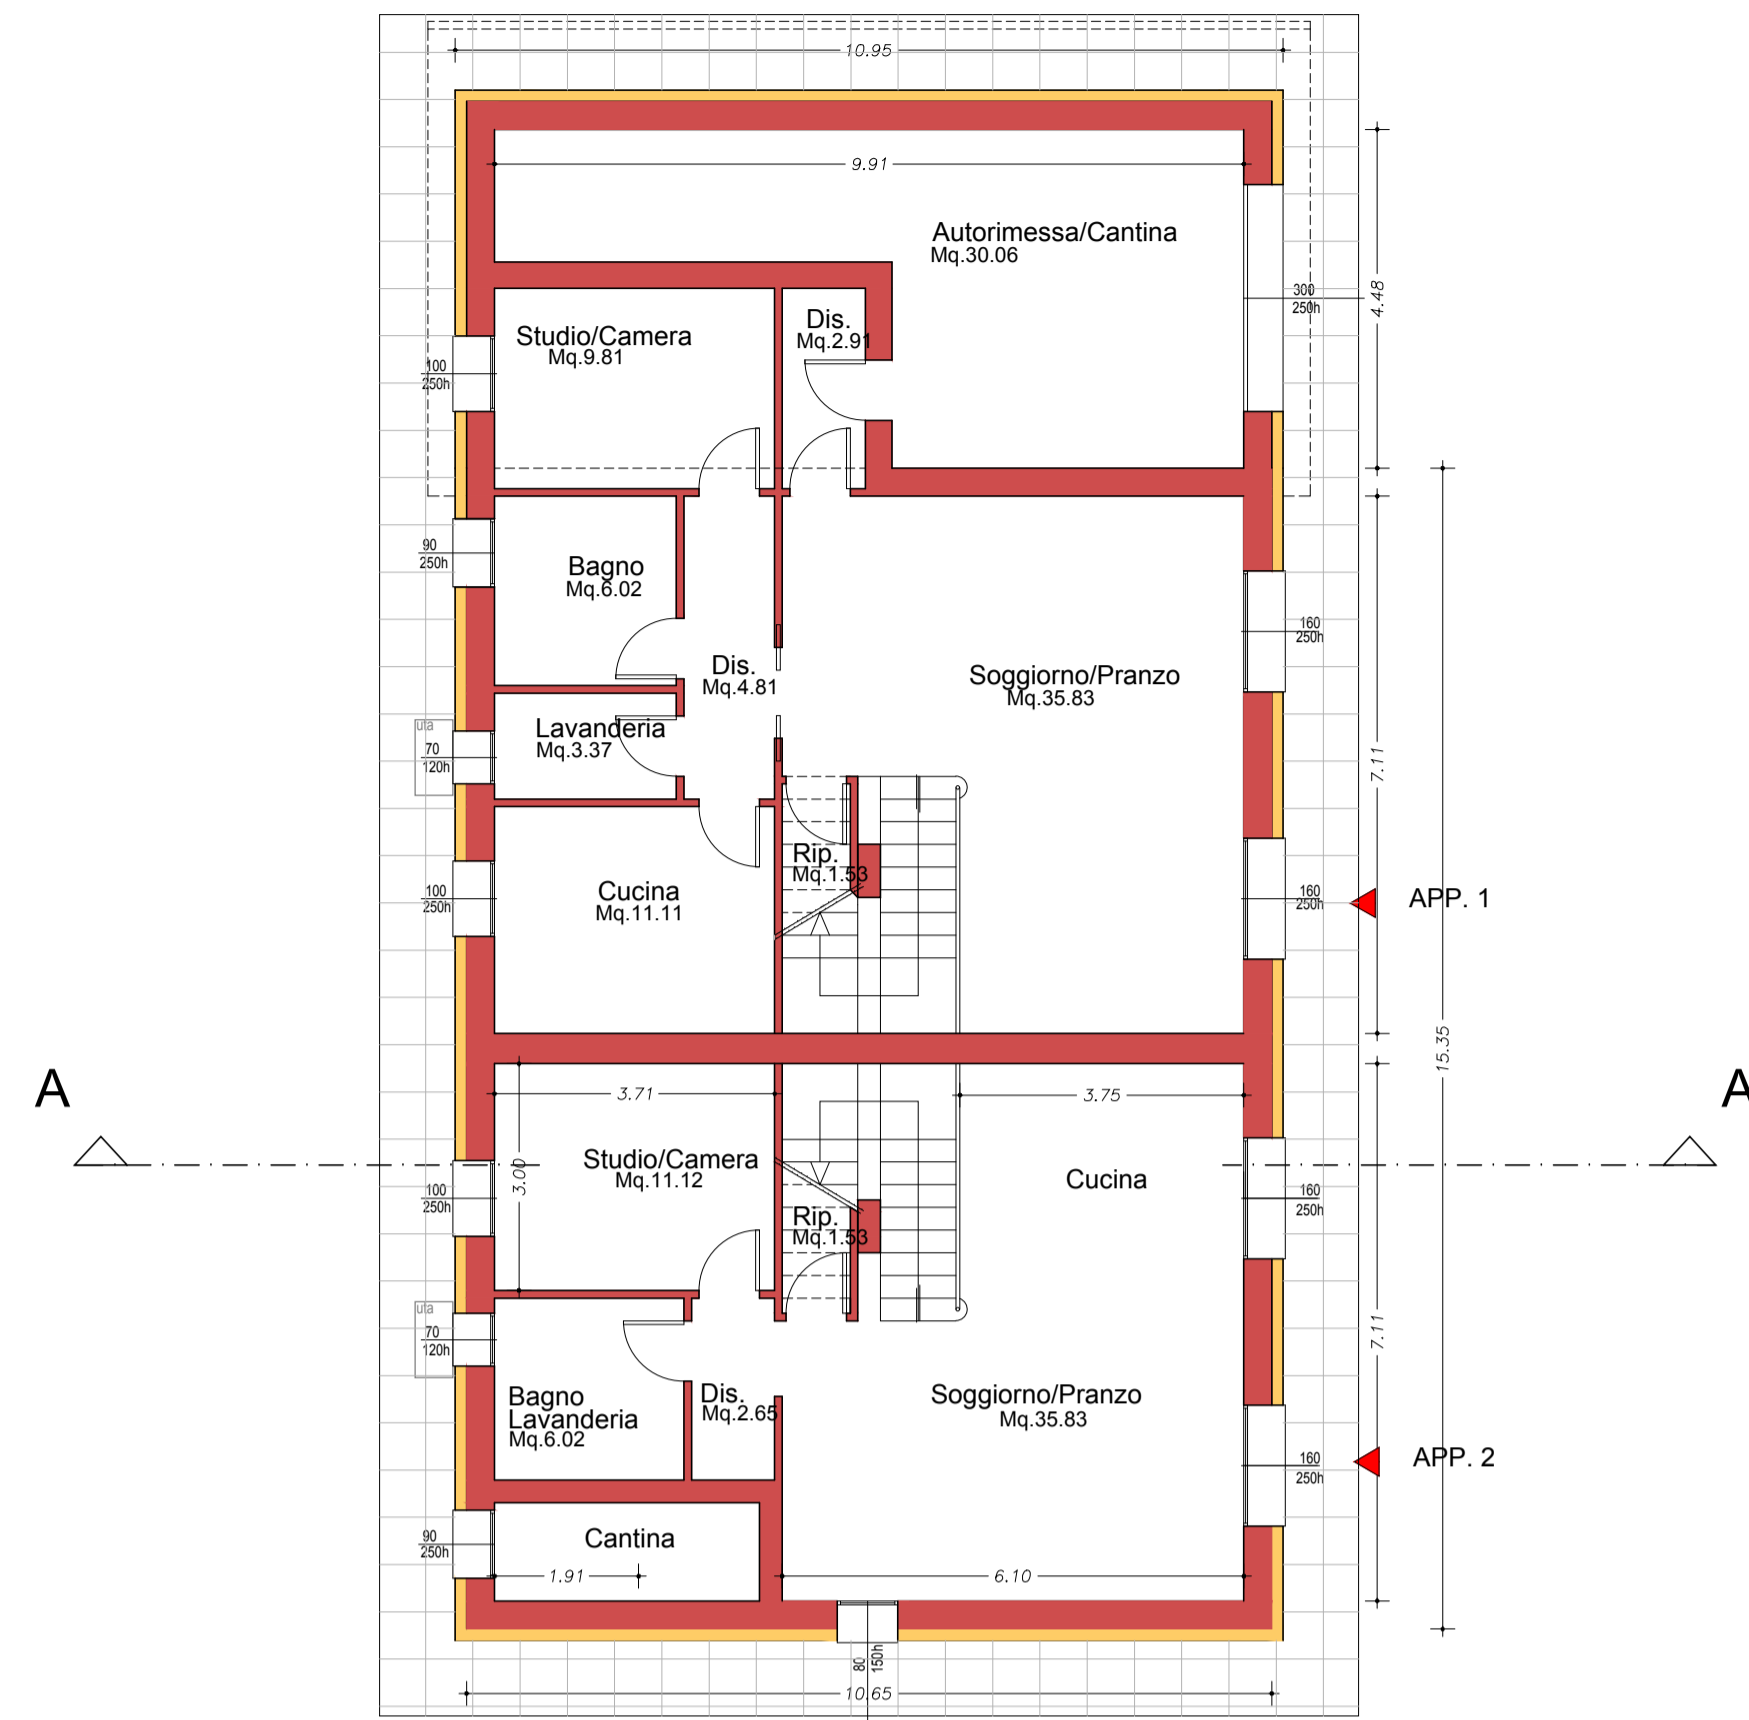 10.95
9.91
Autorimessa/Cantina
Mq.30.06
300
250h
4.48
Dis.
Mq.2.91
Studio/Camera
Mq.9.81
100
250h
90
250h
Bagno
Mq.6.02
160
250h
Dis.
Mq.4.81
Soggiorno/Pranzo
Mq.35.83
uta
70
120h
Lavanderia
Mq.3.37
7.11
Rip.
Mq.1.53
100
250h
Cucina
Mq.11.11
160
250h
APP. 1
15.35
A
A
3.71
3.75
3.00
Studio/Camera
Mq.11.12
Cucina
100
250h
160
250h
Rip.
Mq.1.53
uta
70
120h
7.11
Bagno
Lavanderia
Mq.6.02
Dis.
Mq.2.65
Soggiorno/Pranzo
Mq.35.83
160
250h
APP. 2
90
250h
Cantina
1.91
6.10
80
150h
10.65